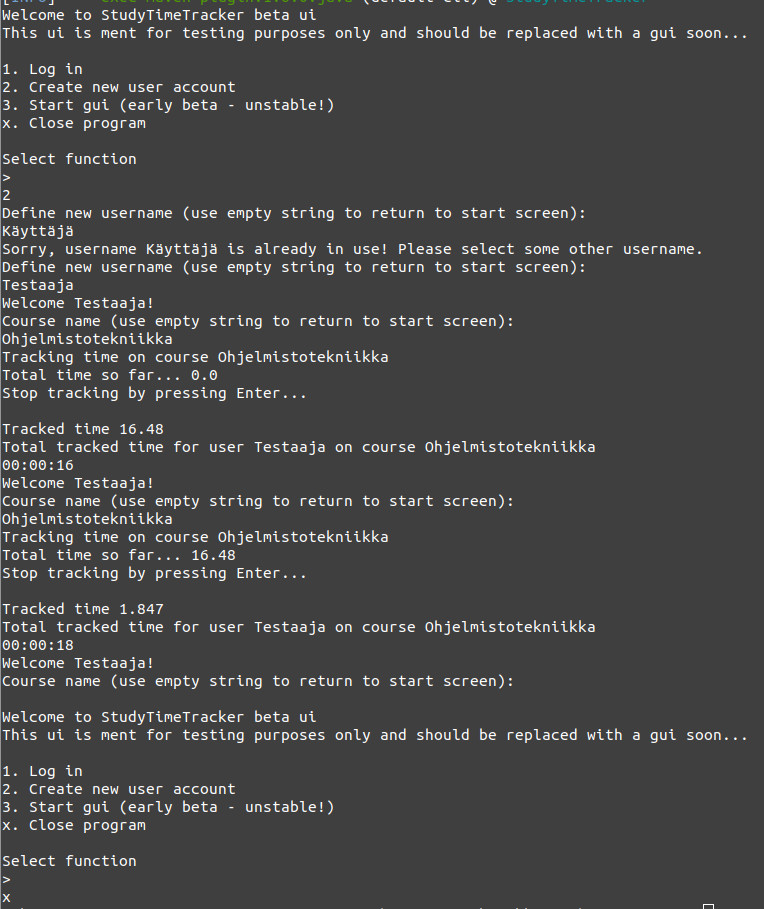 Welcome to StudyTimeTracker beta ui
This ui is ment for testing purposes only and should be replaced with a gui soon...
1. Log in
2. Create new user account
3. Start gui (early beta - unstable!)
x. Close program
Select function
>
2
Define new username (use empty string to return to start screen):
Käyttäjä
Sorry, username Käyttäjä is already in use! Please select some other username.
Define new username (use empty string to return to start screen):
Testaaja
Welcome Testaaja!
Course name (use empty string to return to start screen):
Ohjelmistotekniikka
Tracking time on course Ohjelmistotekniikka
Total time so far... 0.0
Stop tracking by pressing Enter...
Tracked time 16.48
Total tracked time for user Testaaja on course Ohjelmistotekniikka
00:00:16
Welcome Testaaja!
Course name (use empty string to return to start screen):
Ohjelmistotekniikka
Tracking time on course Ohjelmistotekniikka
Total time so far... 16.48
Stop tracking by pressing Enter...
Tracked time 1.847
Total tracked time for user Testaaja on course Ohjelmistotekniikka
00:00:18
Welcome Testaaja!
Course name (use empty string to return to start screen):
Welcome to StudyTimeTracker beta ui
This ui is ment for testing purposes only and should be replaced with a gui soon...
1. Log in
2. Create new user account
3. Start gui (early beta - unstable!)
x. Close program
Select function
>
x